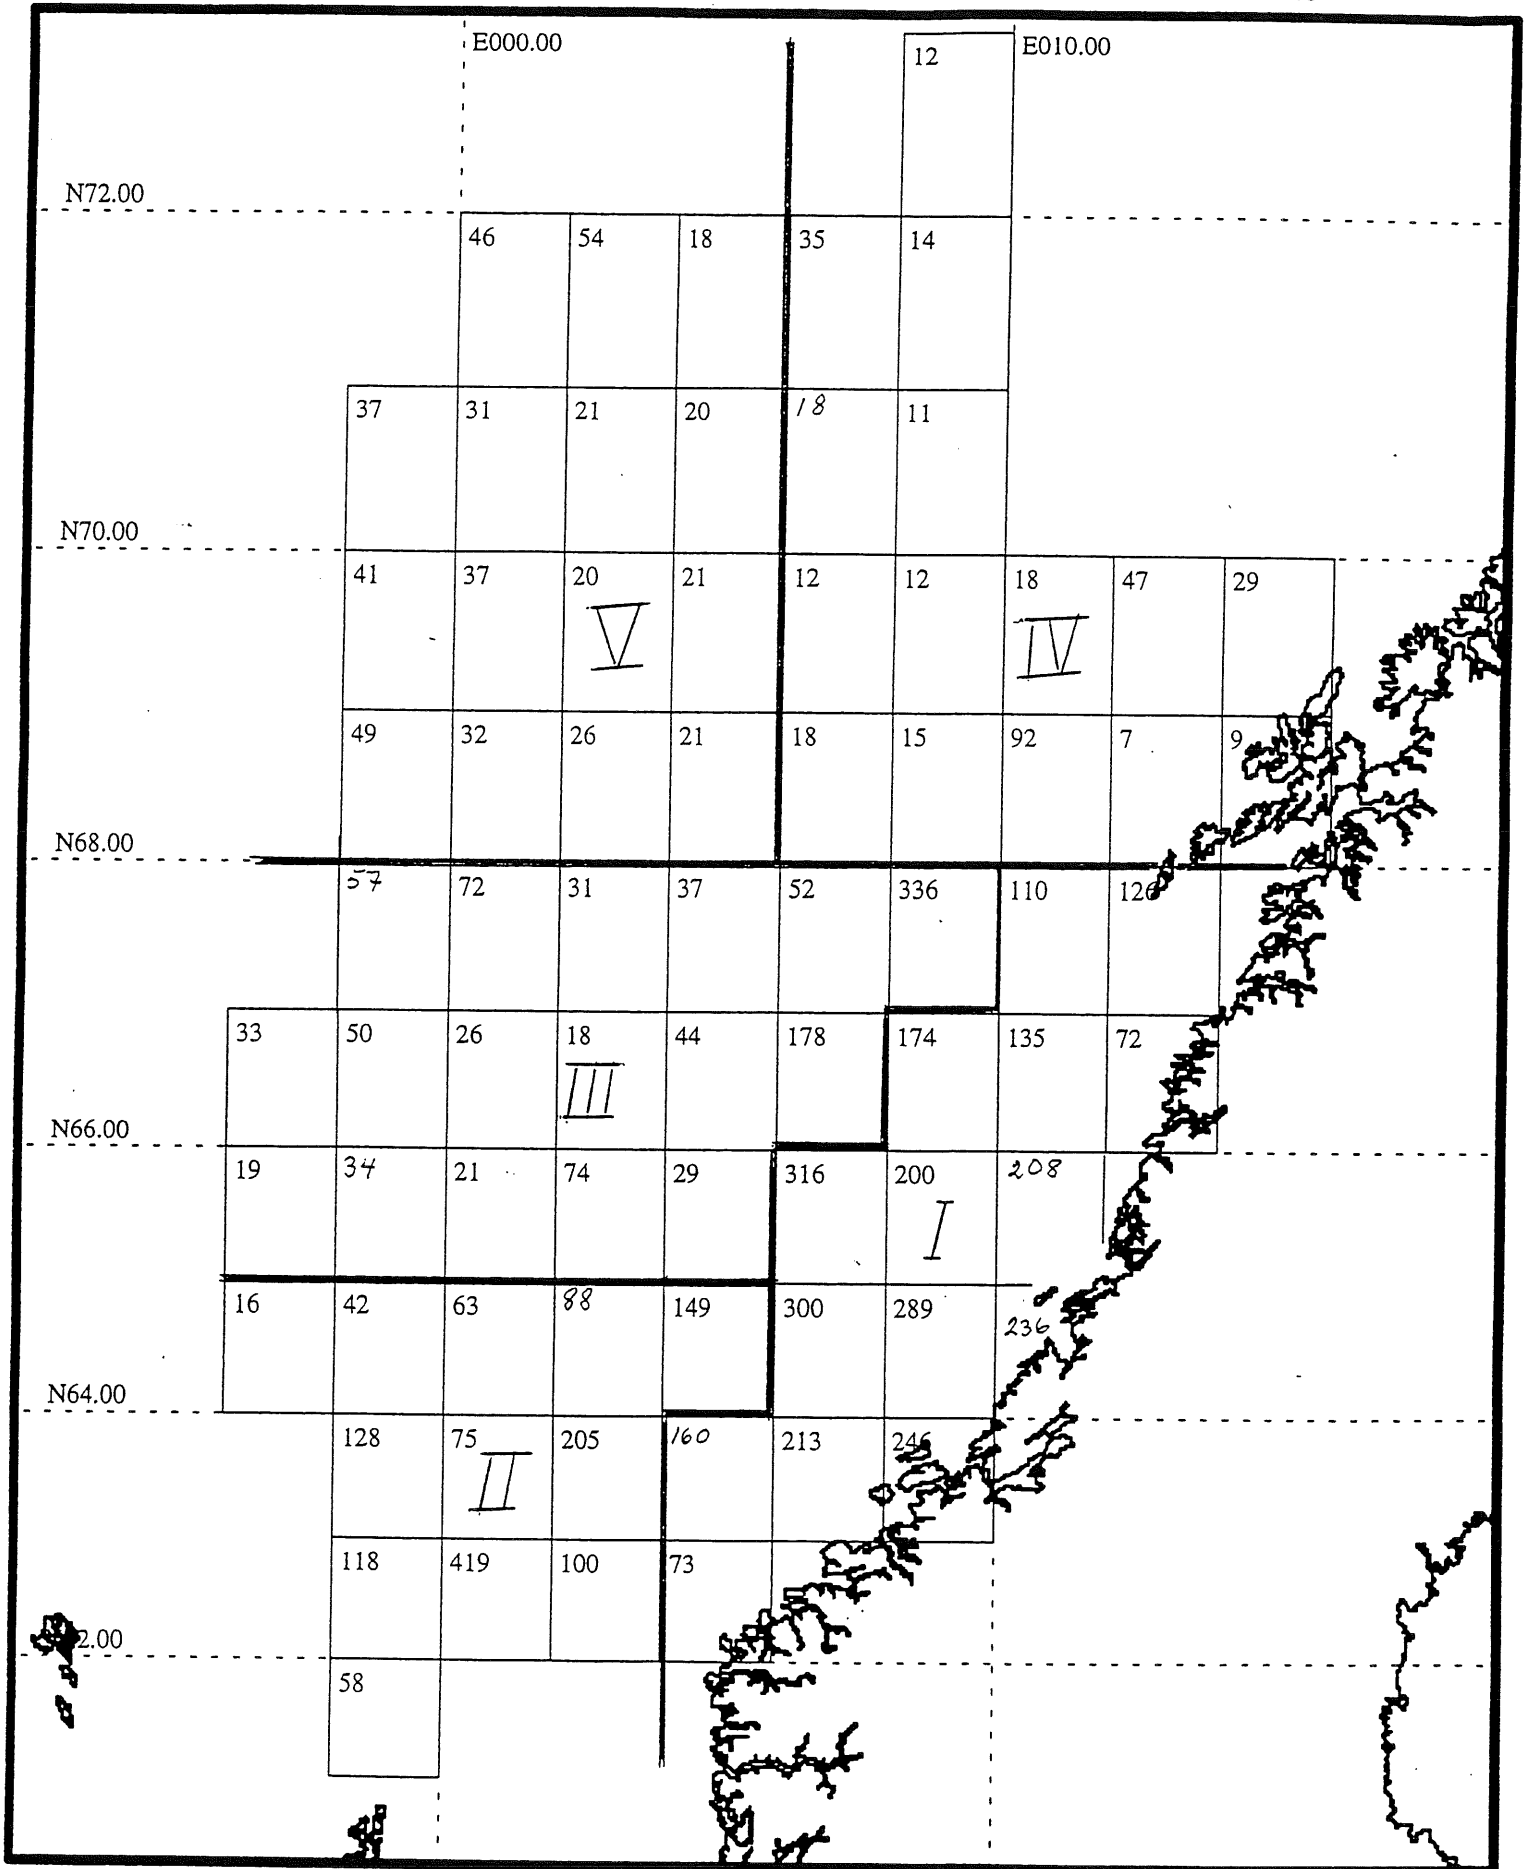 E000.00 12 E010.00
N72.00
46 54 18 35 14
37 31 21 20 18 11
N70.00
41 37 20 21 12 12 18 47 29
V IV
49 32 26 21 18 15 92 7 9
N68.00
57 72 31 37 52 336 110 126
33 50 26 18 44 178 174 135 72
III
N66.00
19 34 21 74 29 316 200 208
I
16 42 63 88 149 300 289
236
N64.00
128 75 205 160 213 246
II
118 419 100 73
2.00
58